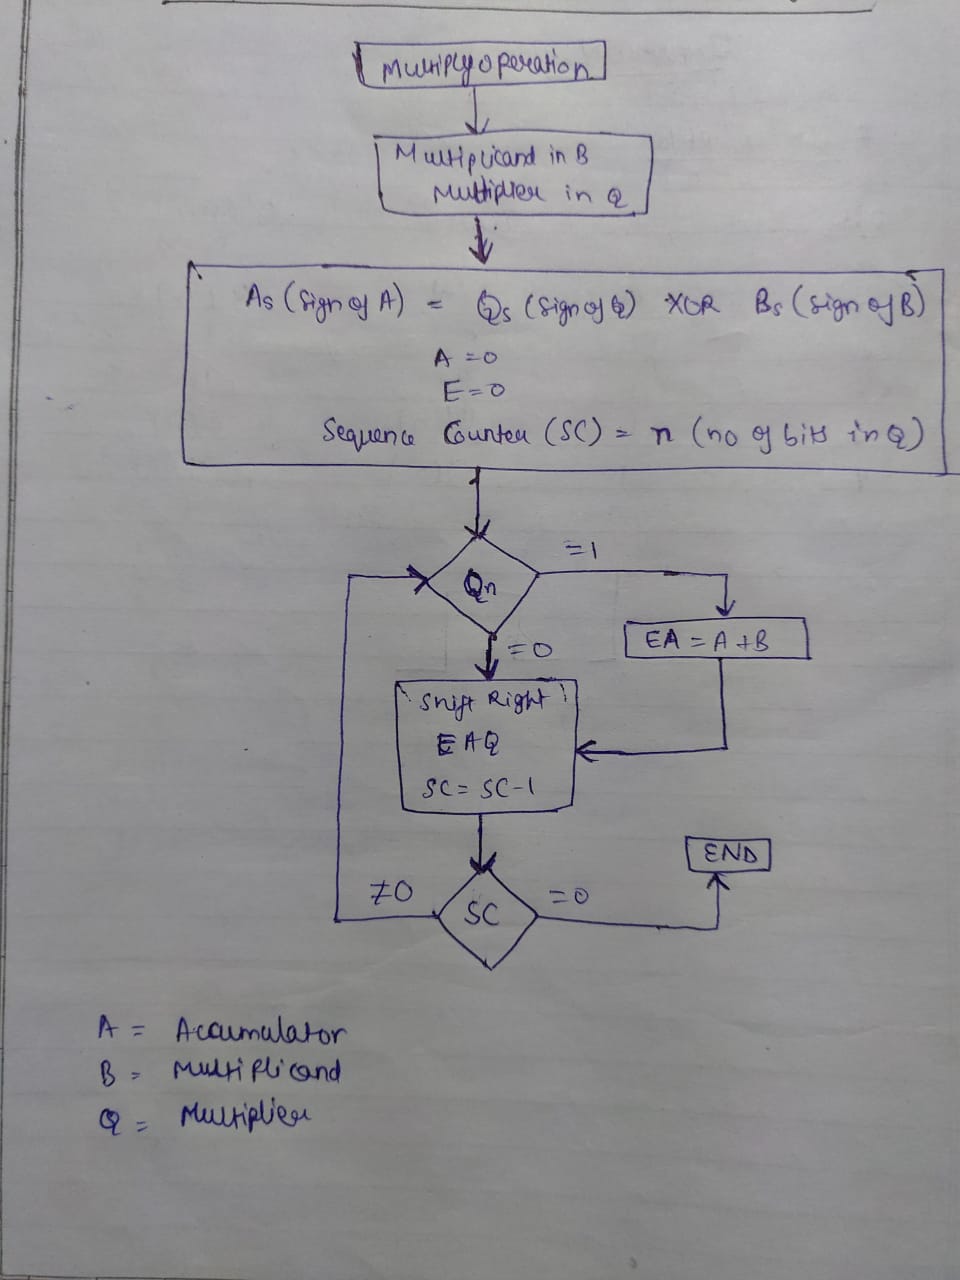 Multiply operation
Multiplicand in B
Multiplier in Q
As (Sign of A) = Qs (Sign of Q) XOR Bs (Sign of B)
A = 0
E = 0
Sequence Counter (SC) = n (no of bits in Q)
Qn
=1
EA = A + B
=0
Shift Right
E A Q
SC = SC-1
END
≠0
SC
=0
A = Accumulator
B = Multiplicand
Q = Multiplier